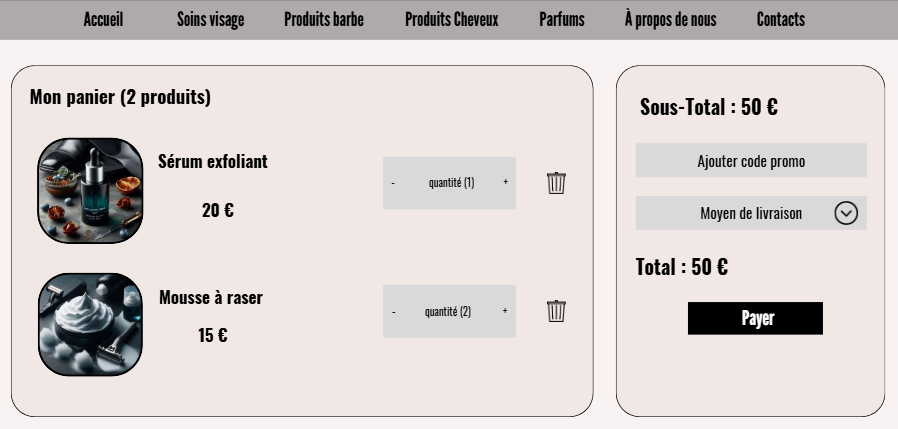 Accueil Soins visage Produits barbe Produits Cheveux Parfums À propos de nous Contacts
Mon panier (2 produits)
Sérum exfoliant
20 €
- quantité (1) +
Mousse à raser
15 €
- quantité (2) +
Sous-Total : 50 €
Ajouter code promo
Moyen de livraison
Total : 50 €
Payer